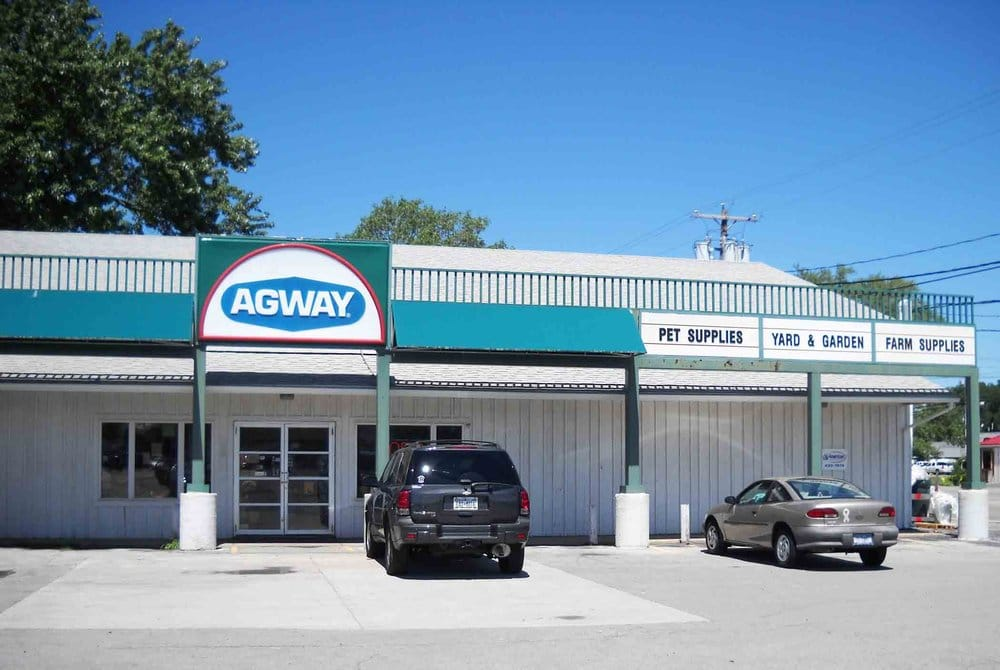 AGWAY
PET SUPPLIES
YARD & GARDEN
FARM SUPPLIES